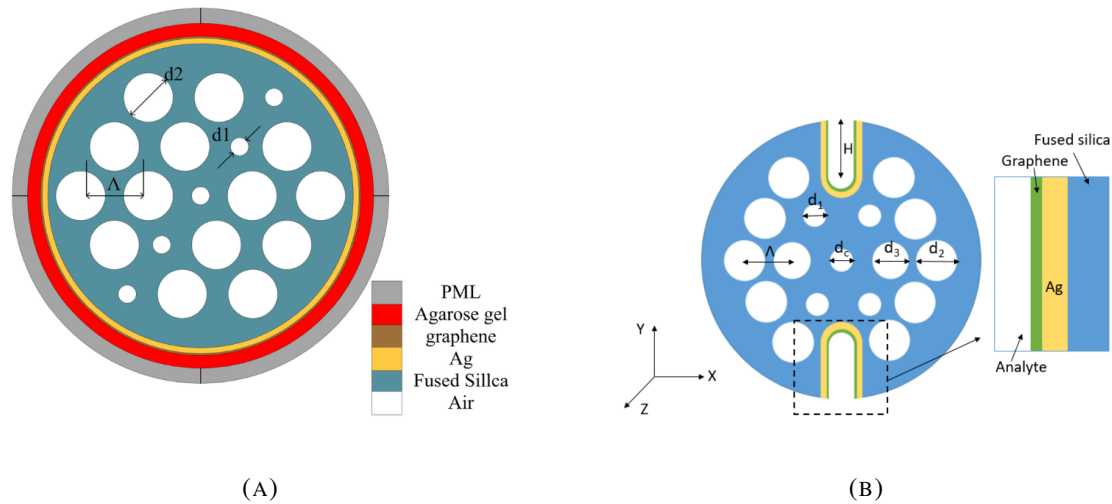 d2
d1
Λ
PML
Agarose gel
graphene
Ag
Fused Sillca
Air
(A)
H
d1
Λ
dc
d3
d2
Y
X
Z
Fused silica
Graphene
Ag
Analyte
(B)